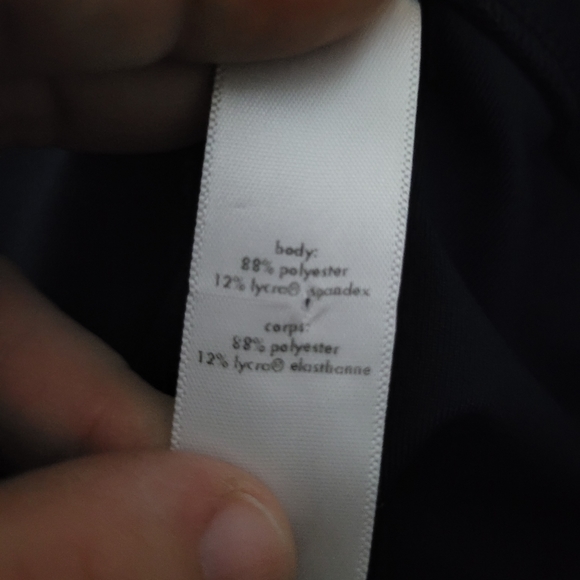 body:
88% polyester
12% lycra® spandex
corps:
88% polyester
12% lycra® elasthanne